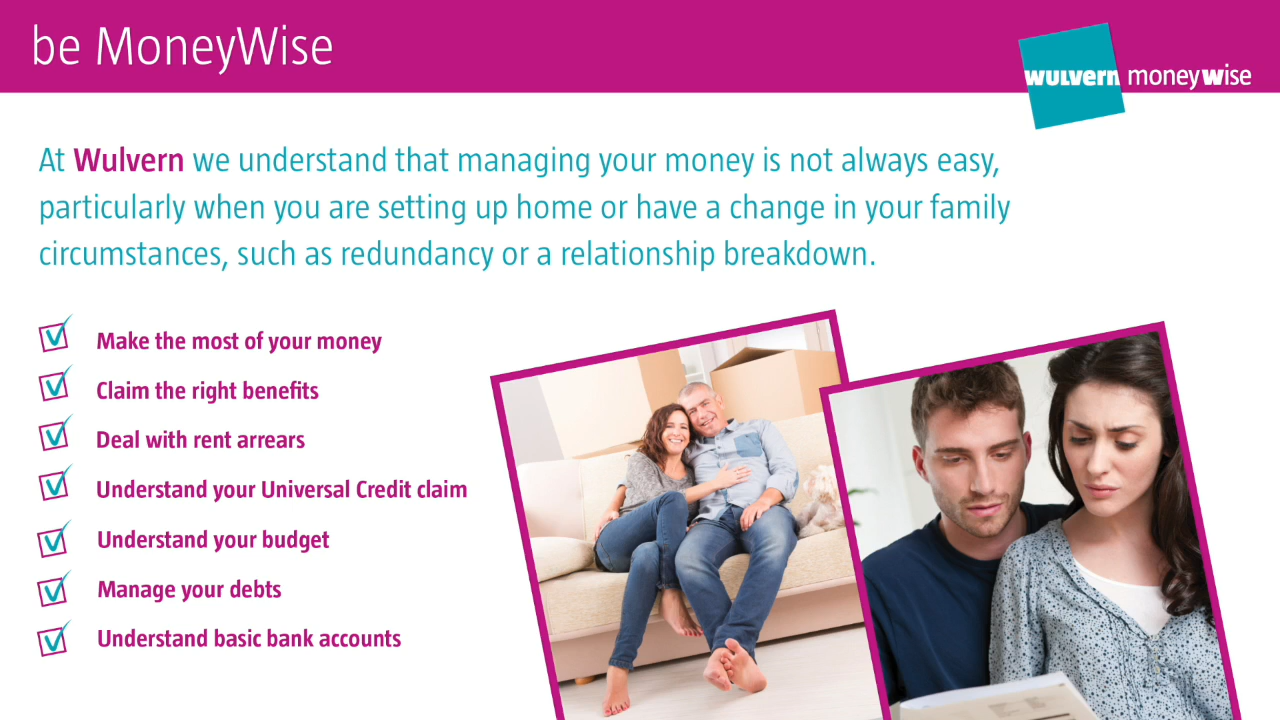 be MoneyWise
wulvern moneywise
At Wulvern we understand that managing your money is not always easy,
particularly when you are setting up home or have a change in your family
circumstances, such as redundancy or a relationship breakdown.
Make the most of your money
Claim the right benefits
Deal with rent arrears
Understand your Universal Credit claim
Understand your budget
Manage your debts
Understand basic bank accounts